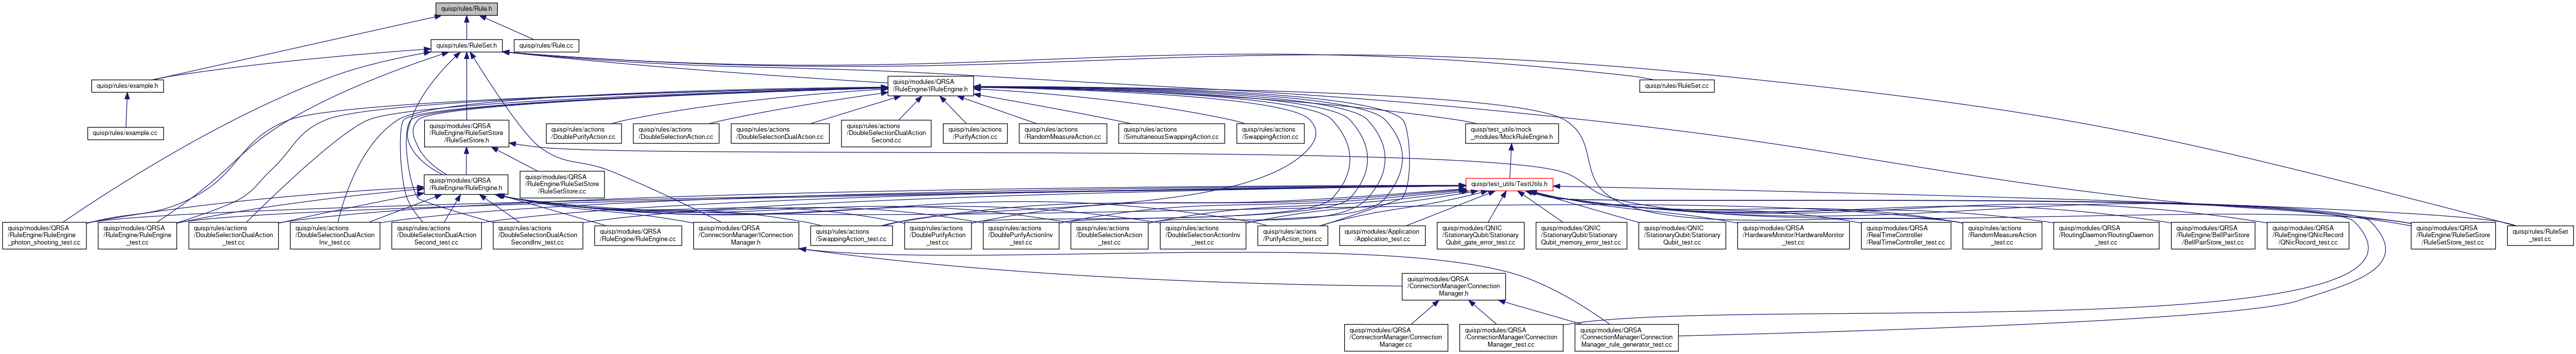 quisp/rules/Rule.h
quisp/rules/RuleSet.h
quisp/rules/Rule.cc
quisp/rules/example.h
quisp/modules/QRSA
/RuleEngine/IRuleEngine.h
quisp/rules/RuleSet.cc
quisp/rules/example.cc
quisp/modules/QRSA
/RuleEngine/RuleSetStore
/RuleSetStore.h
quisp/rules/actions
/DoublePurifyAction.cc
quisp/rules/actions
/DoubleSelectionAction.cc
quisp/rules/actions
/DoubleSelectionDualAction.cc
quisp/rules/actions
/DoubleSelectionDualAction
Second.cc
quisp/rules/actions
/PurifyAction.cc
quisp/rules/actions
/RandomMeasureAction.cc
quisp/rules/actions
/SimultaneousSwappingAction.cc
quisp/rules/actions
/SwappingAction.cc
quisp/test_utils/mock
_modules/MockRuleEngine.h
quisp/modules/QRSA
/RuleEngine/RuleEngine.h
quisp/modules/QRSA
/RuleEngine/RuleSetStore
/RuleSetStore.cc
quisp/test_utils/TestUtils.h
quisp/modules/QRSA
/RuleEngine/RuleEngine
_photon_shooting_test.cc
quisp/modules/QRSA
/RuleEngine/RuleEngine
_test.cc
quisp/rules/actions
/DoubleSelectionDualAction
_test.cc
quisp/rules/actions
/DoubleSelectionDualAction
Inv_test.cc
quisp/rules/actions
/DoubleSelectionDualAction
Second_test.cc
quisp/rules/actions
/DoubleSelectionDualAction
SecondInv_test.cc
quisp/modules/QRSA
/RuleEngine/RuleEngine.cc
quisp/modules/QRSA
/ConnectionManager/IConnection
Manager.h
quisp/rules/actions
/SwappingAction_test.cc
quisp/rules/actions
/DoublePurifyAction
_test.cc
quisp/rules/actions
/DoublePurifyActionInv
_test.cc
quisp/rules/actions
/DoubleSelectionAction
_test.cc
quisp/rules/actions
/DoubleSelectionActionInv
_test.cc
quisp/rules/actions
/PurifyAction_test.cc
quisp/modules/Application
/Application_test.cc
quisp/modules/QNIC
/StationaryQubit/Stationary
Qubit_gate_error_test.cc
quisp/modules/QNIC
/StationaryQubit/Stationary
Qubit_memory_error_test.cc
quisp/modules/QNIC
/StationaryQubit/Stationary
Qubit_test.cc
quisp/modules/QRSA
/HardwareMonitor/HardwareMonitor
_test.cc
quisp/modules/QRSA
/RealTimeController
/RealTimeController_test.cc
quisp/rules/actions
/RandomMeasureAction
_test.cc
quisp/modules/QRSA
/RoutingDaemon/RoutingDaemon
_test.cc
quisp/modules/QRSA
/RuleEngine/BellPairStore
/BellPairStore_test.cc
quisp/modules/QRSA
/RuleEngine/QNicRecord
/QNicRocord_test.cc
quisp/modules/QRSA
/RuleEngine/RuleSetStore
/RuleSetStore_test.cc
quisp/rules/RuleSet
_test.cc
quisp/modules/QRSA
/ConnectionManager/Connection
Manager.h
quisp/modules/QRSA
/ConnectionManager/Connection
Manager.cc
quisp/modules/QRSA
/ConnectionManager/Connection
Manager_test.cc
quisp/modules/QRSA
/ConnectionManager/Connection
Manager_rule_generator_test.cc